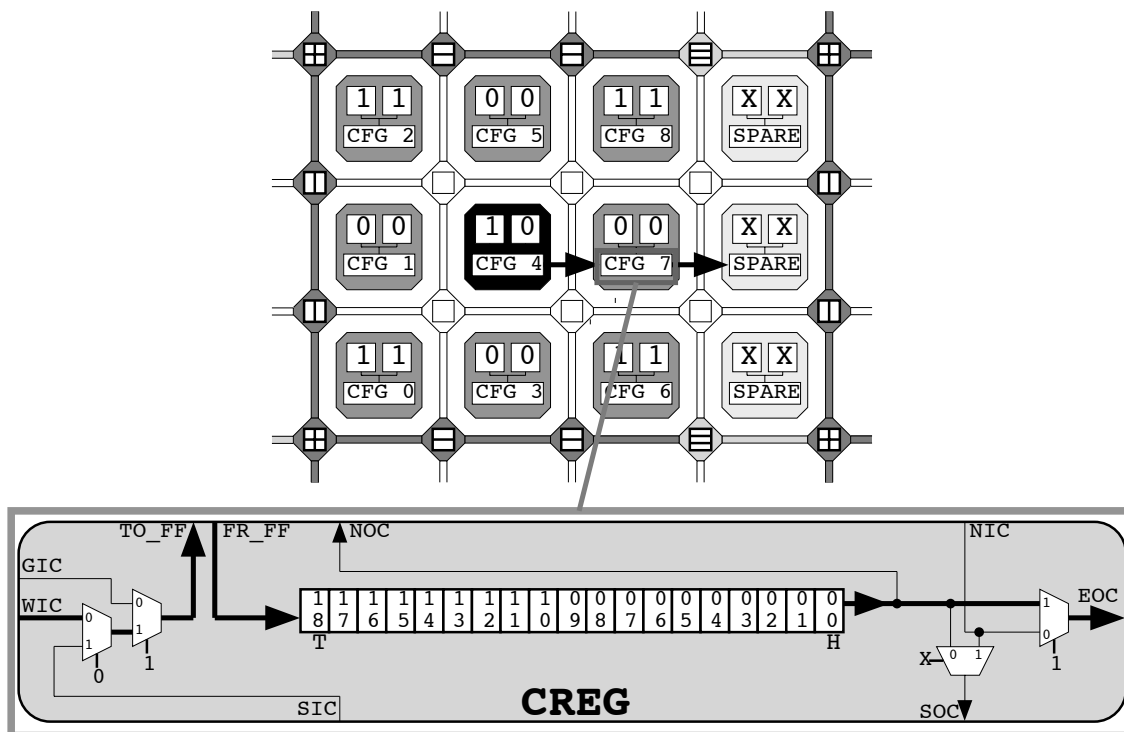 1 1 0 0 1 1 X X
CFG 2 CFG 5 CFG 8 SPARE
0 0 1 0 0 0 X X
CFG 1 CFG 4 CFG 7 SPARE
1 1 0 0 1 1 X X
CFG 0 CFG 3 CFG 6 SPARE
TO_FF FR_FF NOC NIC
GIC
WIC 0 0 1 EOC
1 1 1 1 1 1 1 1 1 0 0 0 0 0 0 0 0 0 0
8 7 6 5 4 3 2 1 0 9 8 7 6 5 4 3 2 1 0
1 1 0
T H
0 1 X 0 1 1
SIC CREG SOC